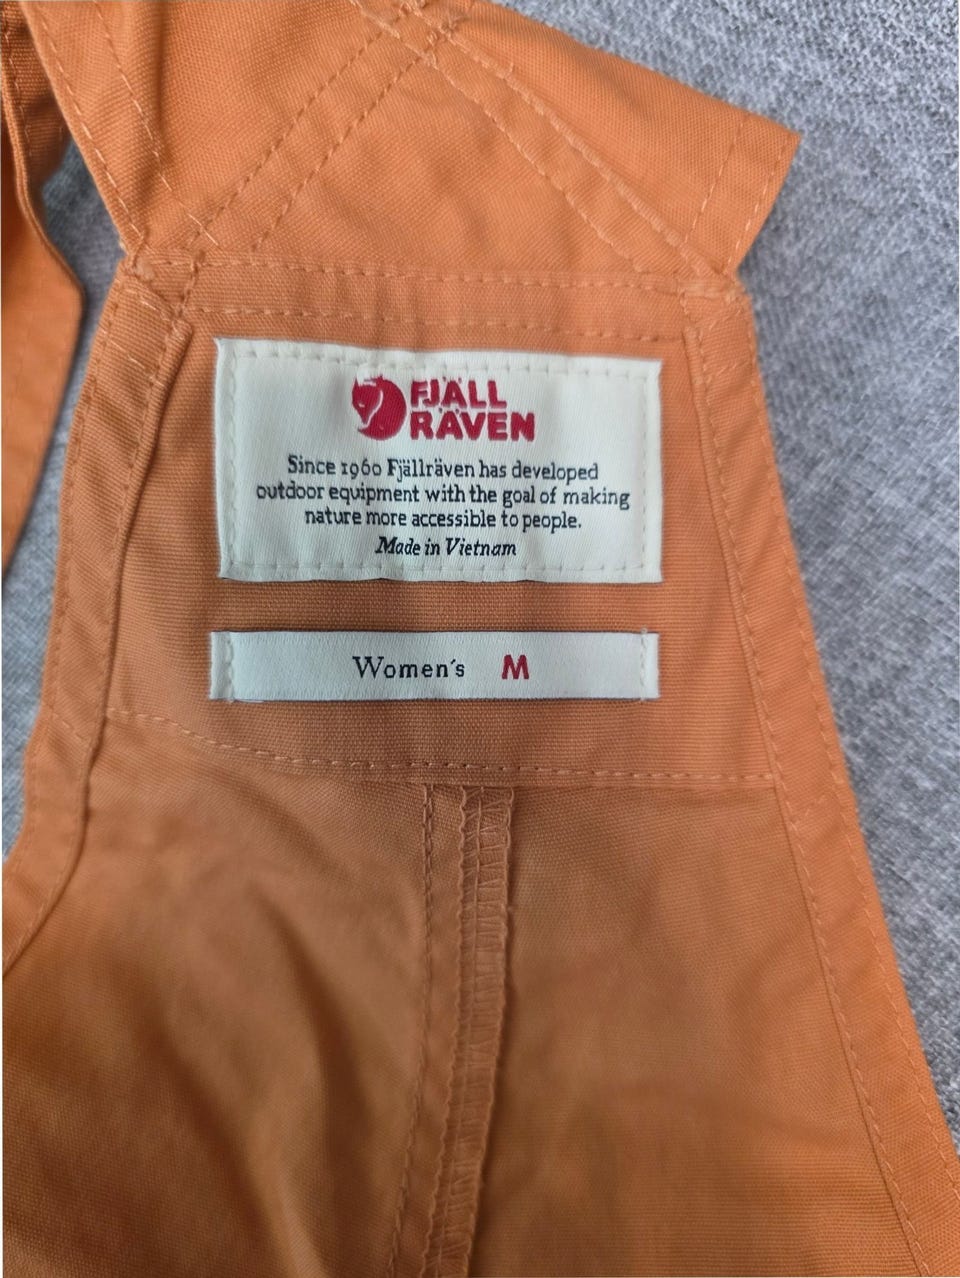 FJÄLL
RÄVEN
Since 1960 Fjällräven has developed
outdoor equipment with the goal of making
nature more accessible to people.
Made in Vietnam
Women's M